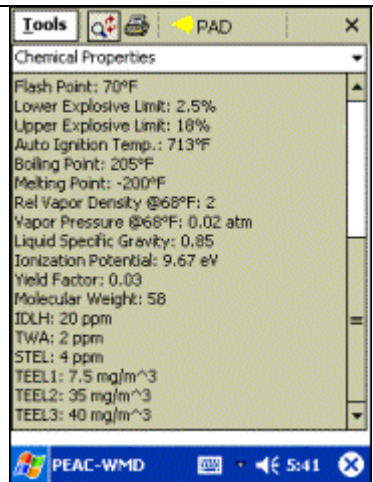 Tools PAD
Chemical Properties
Flash Point: 70°F
Lower Explosive Limit: 2.5%
Upper Explosive Limit: 18%
Auto Ignition Temp.: 713°F
Boiling Point: 205°F
Melting Point: -200°F
Rel Vapor Density @68°F: 2
Vapor Pressure @68°F: 0.02 atm
Liquid Specific Gravity: 0.85
Ionization Potential: 9.67 eV
Yield Factor: 0.03
Molecular Weight: 58
IDLH: 20 ppm
TWA: 2 ppm
STEL: 4 ppm
TEEL1: 7.5 mg/m^3
TEEL2: 35 mg/m^3
TEEL3: 40 mg/m^3
PEAC-WMD 5:41